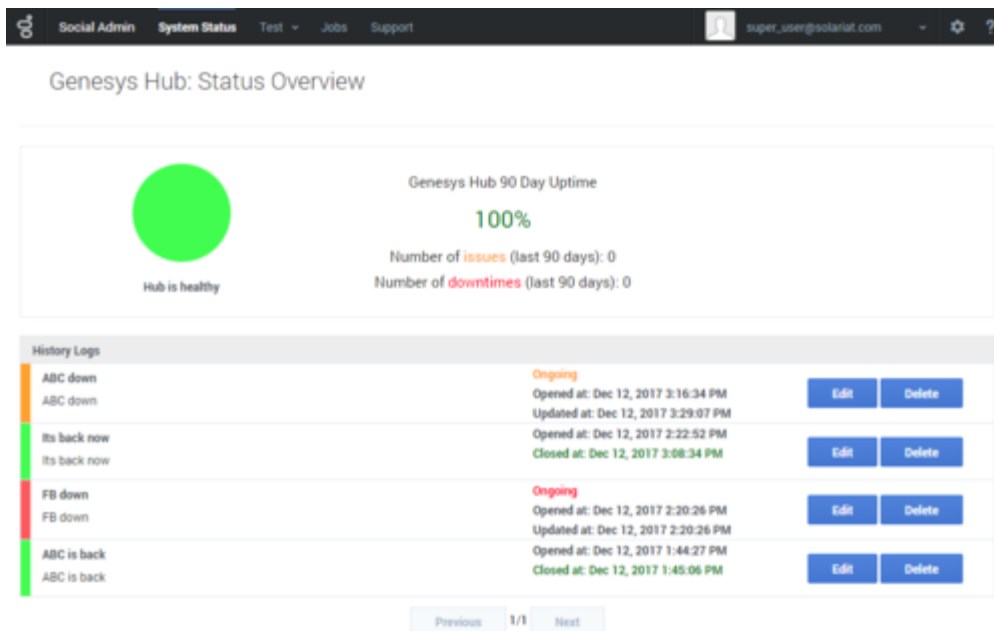 Social Admin System Status Test Jobs Support super_user@solariat.com ?
Genesys Hub: Status Overview
Genesys Hub 90 Day Uptime
100%
Number of issues (last 90 days): 0
Number of downtimes (last 90 days): 0
Hub is healthy
History Logs
ABC down
ABC down
Ongoing
Opened at: Dec 12, 2017 3:16:34 PM
Updated at: Dec 12, 2017 3:29:07 PM
Edit Delete
Its back now
Its back now
Opened at: Dec 12, 2017 2:22:52 PM
Closed at: Dec 12, 2017 3:08:34 PM
Edit Delete
FB down
FB down
Ongoing
Opened at: Dec 12, 2017 2:20:26 PM
Updated at: Dec 12, 2017 2:20:26 PM
Edit Delete
ABC is back
ABC is back
Opened at: Dec 12, 2017 1:44:27 PM
Closed at: Dec 12, 2017 1:45:06 PM
Edit Delete
Previous 1/1 Next